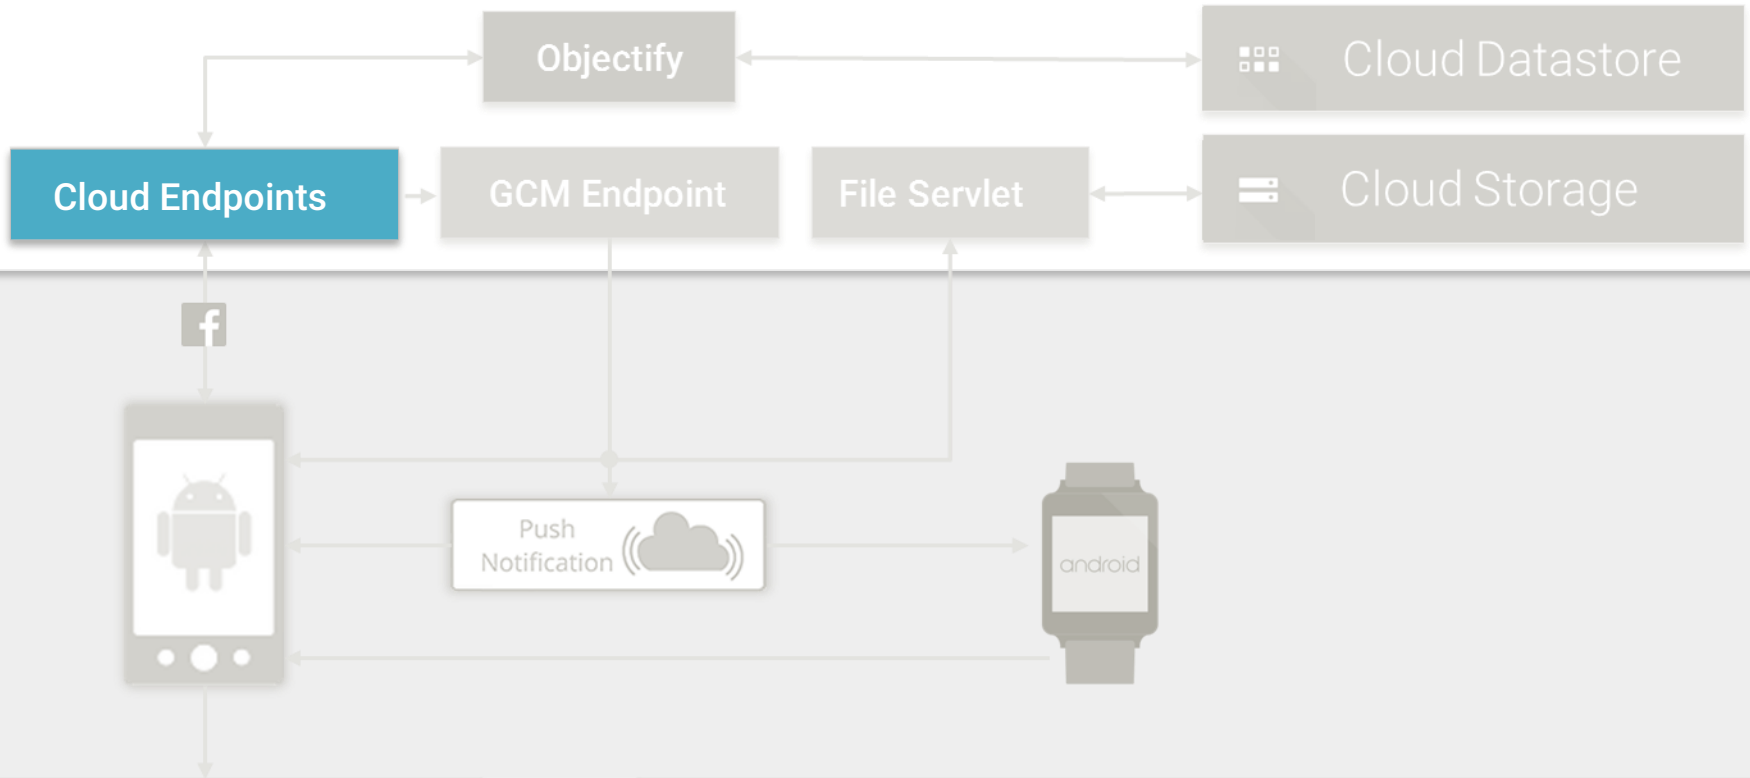 Objectify
Cloud Datastore
Cloud Endpoints
GCM Endpoint
File Servlet
Cloud Storage
f
Push
Notification
android